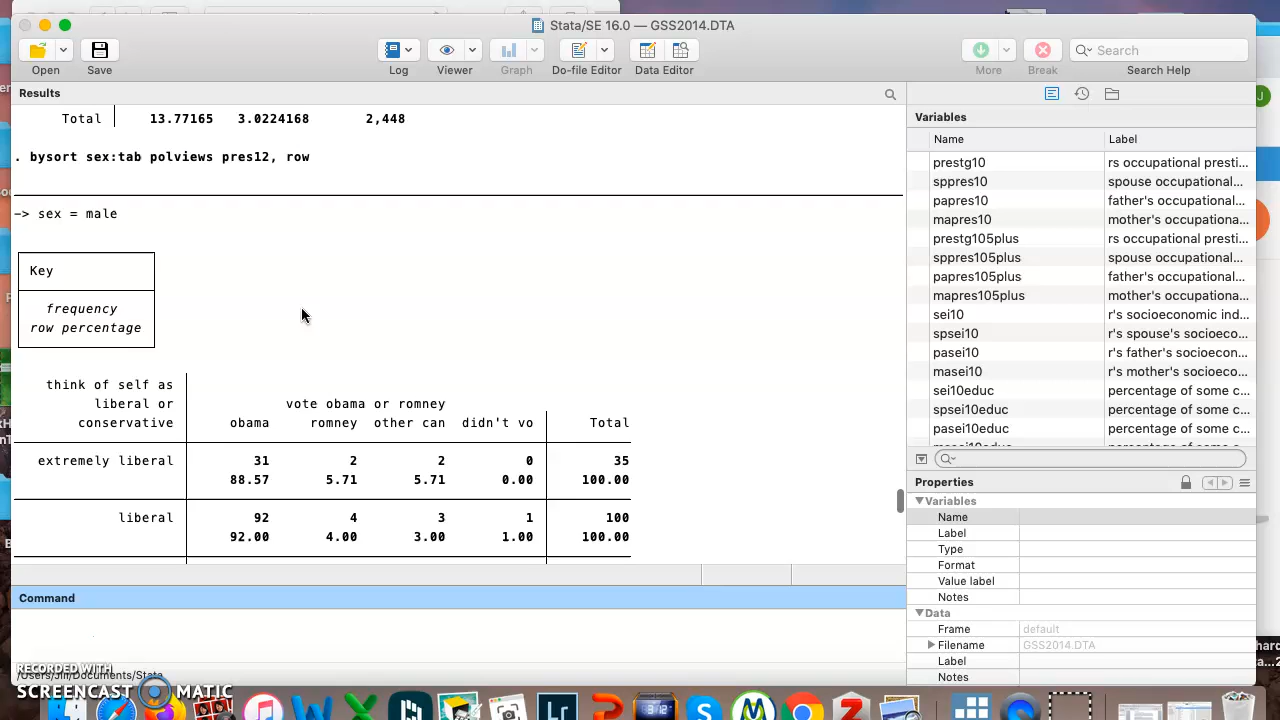 Stata/SE 16.0 — GSS2014.DTA
Open Save Log Viewer Graph Do-file Editor Data Editor More Break Search Search Help
Results
Total 13.77165 3.0224168 2,448
. bysort sex:tab polviews pres12, row
-> sex = male
Key
frequency
row percentage
think of self as
liberal or vote obama or romney
conservative obama romney other can didn't vo Total
extremely liberal 31 2 2 0 35
88.57 5.71 5.71 0.00 100.00
liberal 92 4 3 1 100
92.00 4.00 3.00 1.00 100.00
Command
/Users/Jill/Documents/Stata
RECORDED WITH
SCREENCAST MATIC
Variables
Name Label
prestg10 rs occupational presti...
sppres10 spouse occupational...
papres10 father's occupationa...
mapres10 mother's occupationa...
prestg105plus rs occupational presti...
sppres105plus spouse occupational...
papres105plus father's occupationa...
mapres105plus mother's occupationa...
sei10 r's socioeconomic ind...
spsei10 r's spouse's socioeco...
pasei10 r's father's socioecon...
masei10 r's mother's socioecon...
sei10educ percentage of some c...
spsei10educ percentage of some c...
pasei10educ percentage of some c...
Properties
Variables
Name
Label
Type
Format
Value label
Notes
Data
Frame default
Filename GSS2014.DTA
Label
Notes